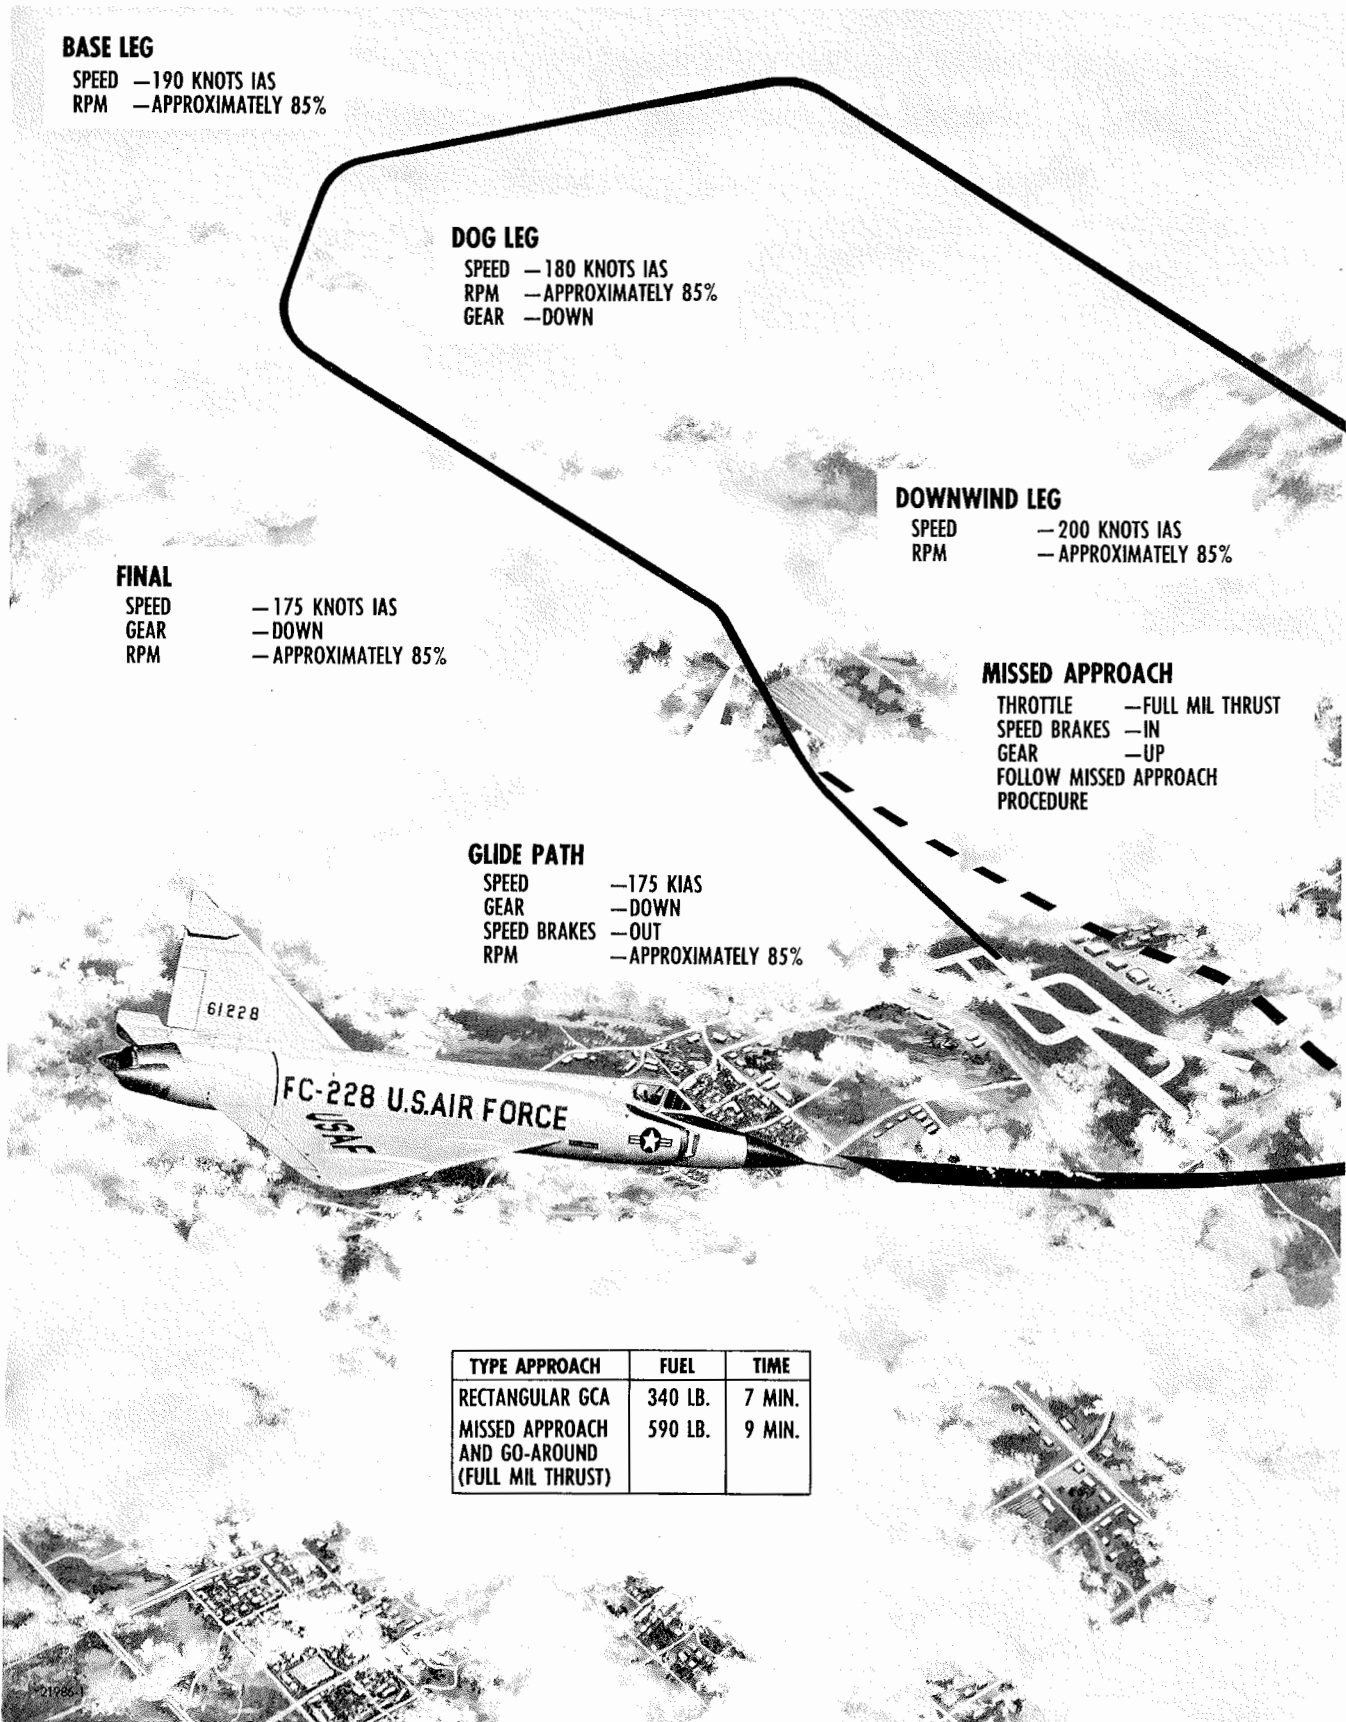 BASE LEG
SPEED —190 KNOTS IAS
RPM —APPROXIMATELY 85%
DOG LEG
SPEED —180 KNOTS IAS
RPM —APPROXIMATELY 85%
GEAR —DOWN
DOWNWIND LEG
SPEED —200 KNOTS IAS
RPM —APPROXIMATELY 85%
FINAL
SPEED —175 KNOTS IAS
GEAR —DOWN
RPM —APPROXIMATELY 85%
MISSED APPROACH
THROTTLE —FULL MIL THRUST
SPEED BRAKES —IN
GEAR —UP
FOLLOW MISSED APPROACH
PROCEDURE
GLIDE PATH
SPEED —175 KIAS
GEAR —DOWN
SPEED BRAKES —OUT
RPM —APPROXIMATELY 85%
61228
FC-228 U.S.AIR FORCE
USAF
TYPE APPROACH FUEL TIME
RECTANGULAR GCA 340 LB. 7 MIN.
MISSED APPROACH 590 LB. 9 MIN.
AND GO-AROUND
(FULL MIL THRUST)
21986-1